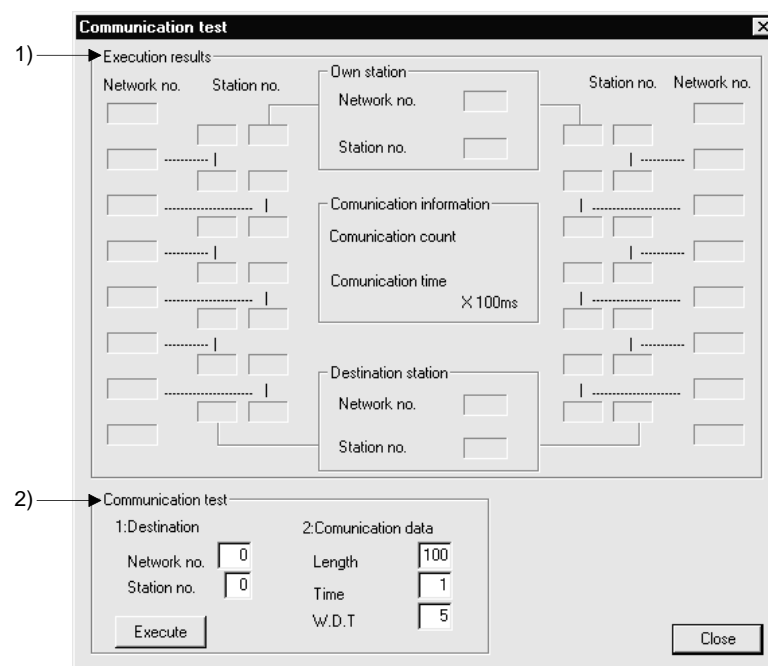 Communication test
1)
Execution results
Network no. Station no.
Own station
Network no.
Station no.
Station no. Network no.
Comunication information
Comunication count
Comunication time
X 100ms
Destination station
Network no.
Station no.
2)
Communication test
1:Destination
Network no. 0
Station no. 0
Execute
2:Comunication data
Length 100
Time 1
W.D.T 5
Close